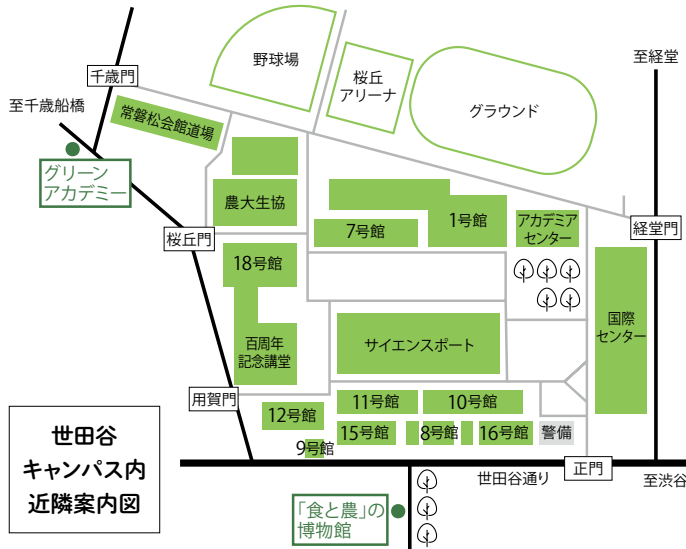 野球場
至経堂
千歳門
桜丘
アリーナ
至千歳船橋
グラウンド
常磐松会館道場
グリーン
アカデミー
農大生協
1号館
アカデミア
センター
7号館
経堂門
桜丘門
18号館
国際
センター
百周年
記念講堂
サイエンスポート
用賀門
11号館
10号館
12号館
15号館
8号館
16号館
警備
9号館
世田谷
キャンパス内
近隣案内図
世田谷通り
正門
至渋谷
「食と農」の
博物館